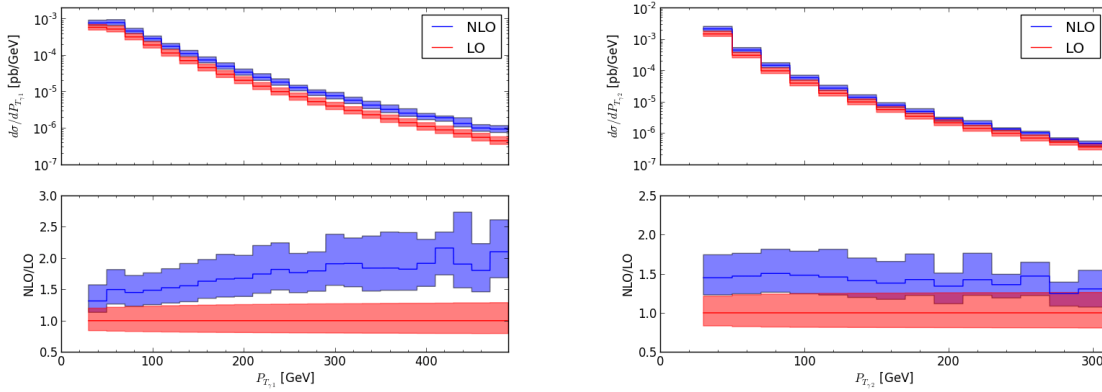 10⁻³
10⁻⁴
10⁻⁵
10⁻⁶
10⁻⁷
dσ/dP_{T_{γ1}} [pb/GeV]
NLO
LO
3.0
2.5
2.0
1.5
1.0
0.5
NLO/LO
0 100 200 300 400
P_{T_{γ1}} [GeV]
10⁻²
10⁻³
10⁻⁴
10⁻⁵
10⁻⁶
10⁻⁷
dσ/dP_{T_{γ2}} [pb/GeV]
NLO
LO
2.5
2.0
1.5
1.0
0.5
NLO/LO
0 100 200 300
P_{T_{γ2}} [GeV]